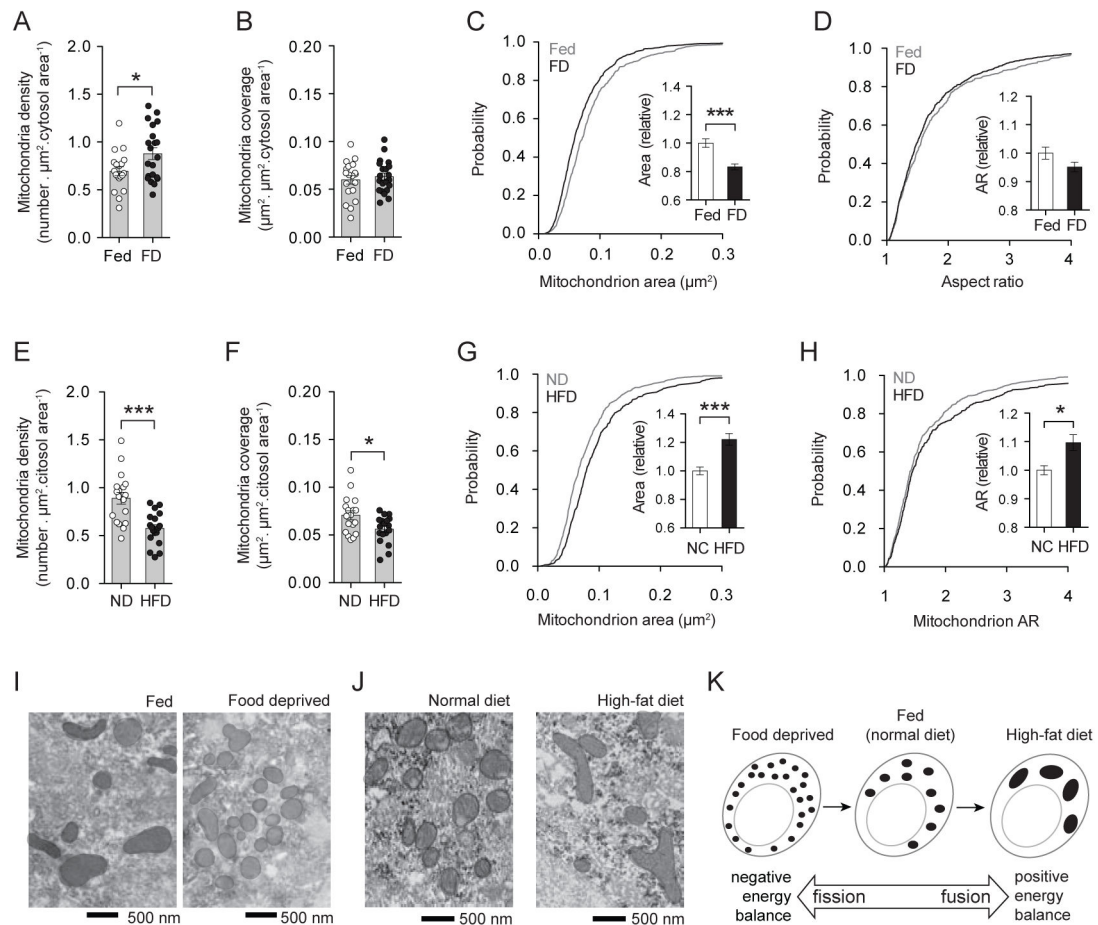 A
Mitochondria density
(number . µm².cytosol area⁻¹)
2.0
1.5
1.0
0.5
0.0
*
Fed FD
B
Mitochondria coverage
(µm². µm².cytosol area⁻¹)
0.20
0.15
0.10
0.05
0.00
Fed FD
C
Probability
1.0
0.8
0.6
0.4
0.2
0.0
Fed
FD
Area (relative)
1.4
1.2
1.0
0.8
0.6
***
Fed FD
0.0 0.1 0.2 0.3
Mitochondrion area (µm²)
D
Probability
1.0
0.8
0.6
0.4
0.2
0.0
Fed
FD
AR (relative)
1.2
1.1
1.0
0.9
0.8
Fed FD
1 2 3 4
Aspect ratio
E
Mitochondria density
(number . µm².citosol area⁻¹)
2.0
1.5
1.0
0.5
0.0
***
ND HFD
F
Mitochondria coverage
(µm². µm².citosol area⁻¹)
0.20
0.15
0.10
0.05
0.00
*
ND HFD
G
Probability
1.0
0.8
0.6
0.4
0.2
0.0
ND
HFD
Area (relative)
1.4
1.2
1.0
0.8
0.6
***
NC HFD
0.0 0.1 0.2 0.3
Mitochondrion area (µm²)
H
Probability
1.0
0.8
0.6
0.4
0.2
0.0
ND
HFD
AR (relative)
1.2
1.1
1.0
0.9
0.8
*
NC HFD
1 2 3 4
Mitochondrion AR
I
Fed
Food deprived
500 nm
500 nm
J
Normal diet
High-fat diet
500 nm
500 nm
K
Food deprived
Fed
(normal diet)
High-fat diet
negative
energy
balance
fission
fusion
positive
energy
balance